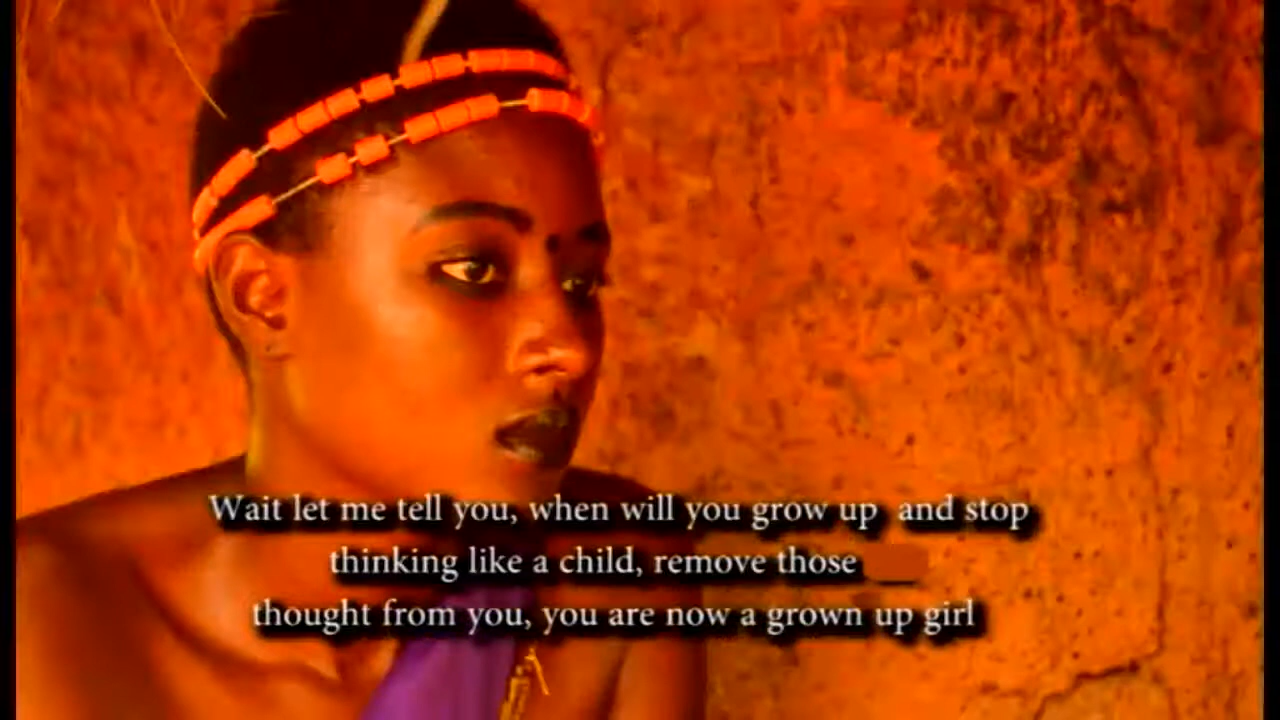 Wait let me tell you, when will you grow up  and stop
thinking like a child, remove those
thought from you, you are now a grown up girl